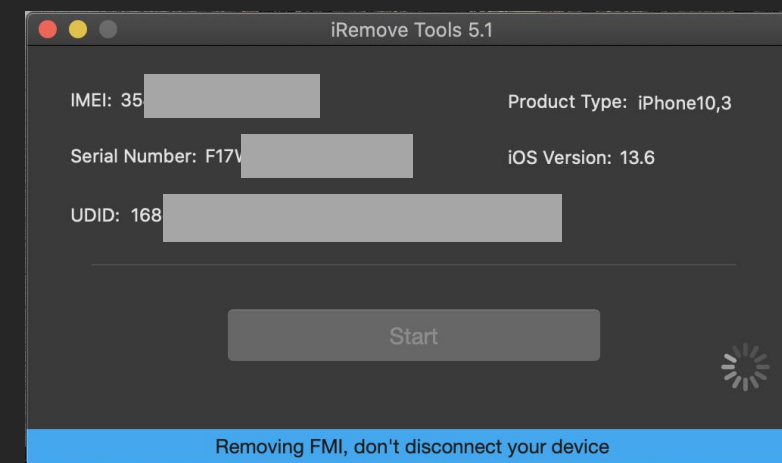 iRemove Tools 5.1
IMEI: 35
Product Type: iPhone10,3
Serial Number: F17
iOS Version: 13.6
UDID: 168
Start
Removing FMI, don't disconnect your device